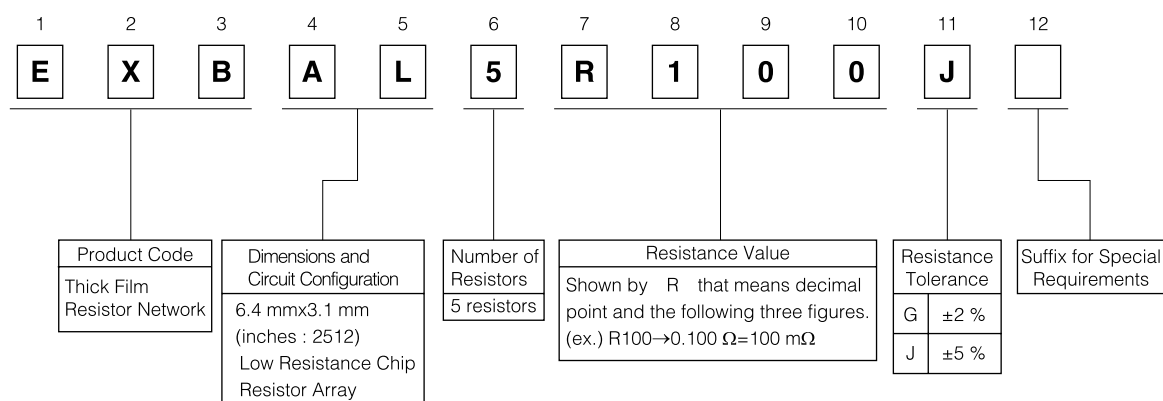 1 2 3 4 5 6 7 8 9 10 11 12
E X B A L 5 R 1 0 0 J
Product Code
Thick Film
Resistor Network
Dimensions and
Circuit Configuration
6.4 mmx3.1 mm
(inches : 2512)
Low Resistance Chip
Resistor Array
Number of
Resistors
5 resistors
Resistance Value
Shown by R that means decimal
point and the following three figures.
(ex.) R100→0.100 Ω=100 mΩ
Resistance
Tolerance
G ±2 %
J ±5 %
Suffix for Special
Requirements